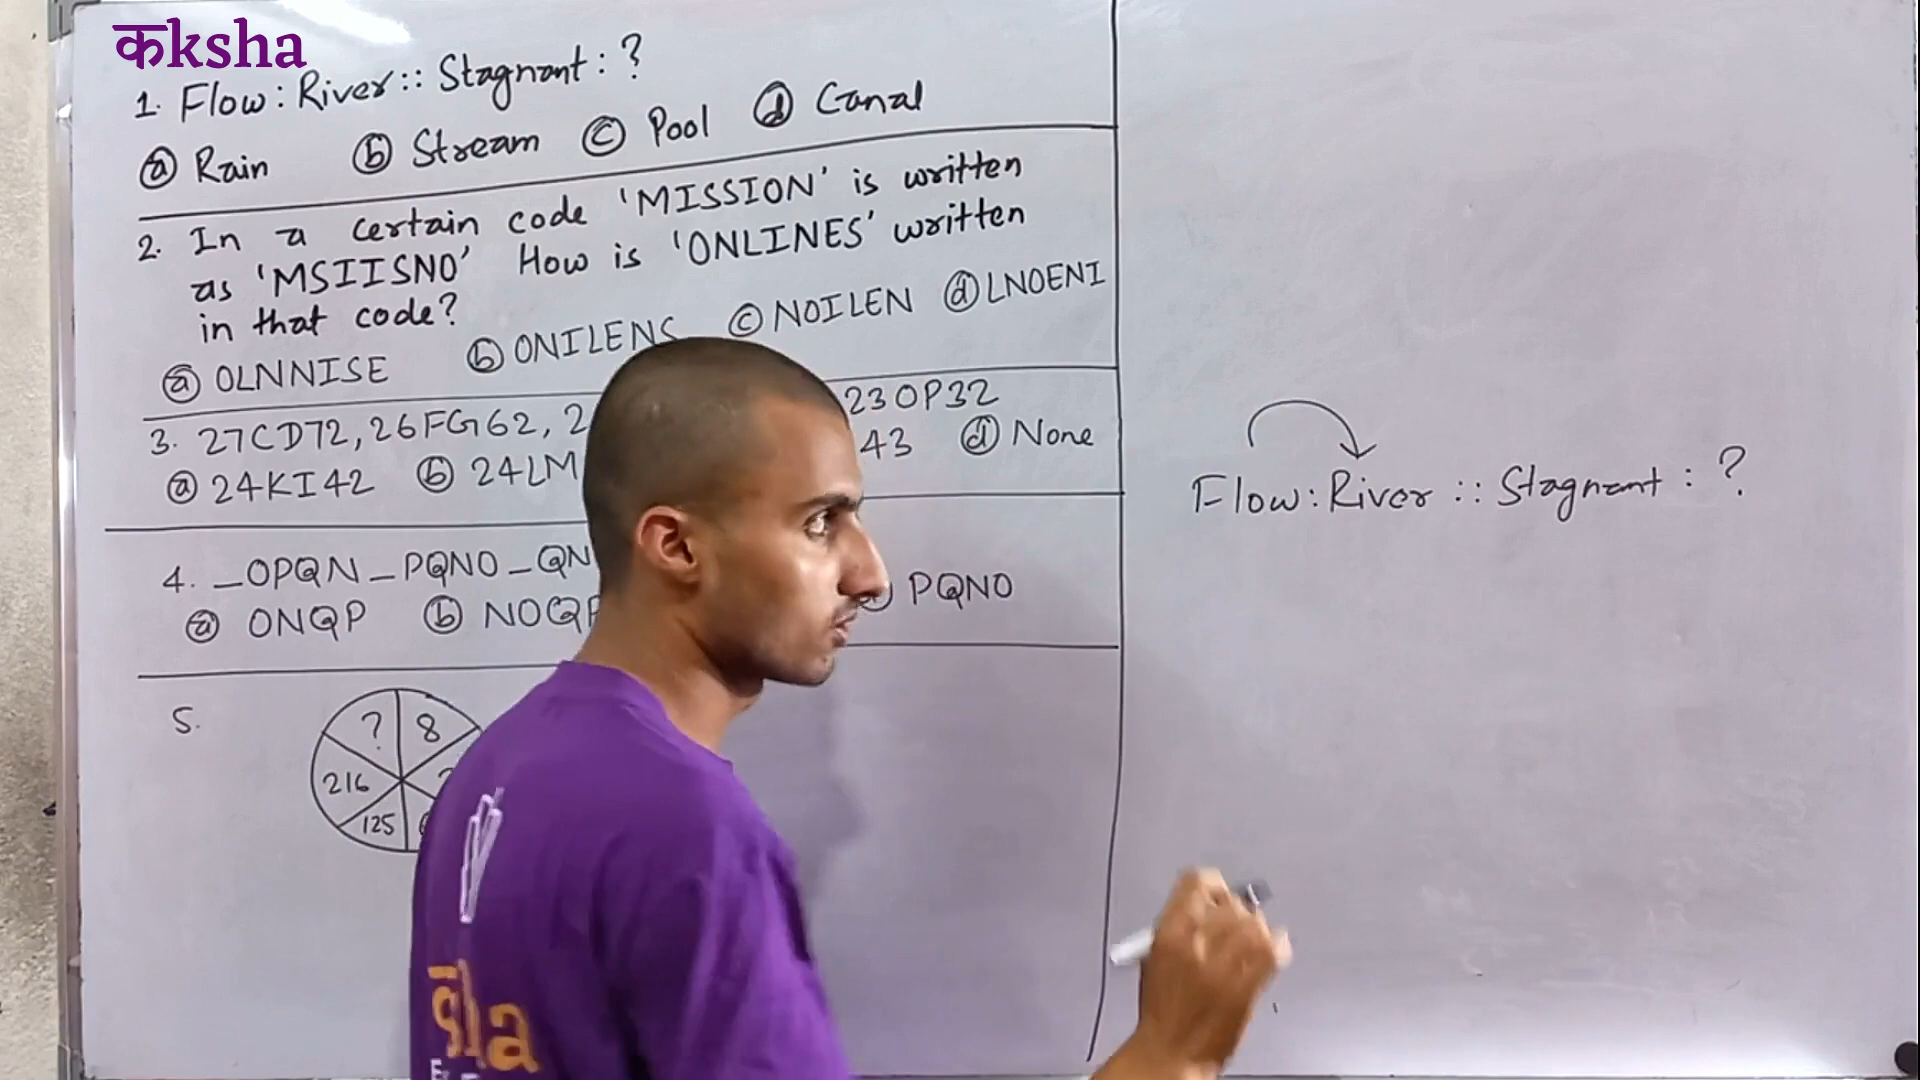 कksha
1. Flow : River :: Stagnant : ?
ⓐ Rain ⓑ Stream ⓒ Pool ⓓ Canal
2. In a certain code 'MISSION' is written
as 'MSIISNO' How is 'ONLINES' written
in that code?
ⓐ OLNNISE ⓑ ONILENS ⓒ NOILEN ⓓ LNOENI
3. 27CD72, 26FG62, 2 23OP32
ⓐ 24KI42 ⓑ 24LM 43 ⓓ None
4. _OPQN_PQNO_QN
ⓐ ONQP ⓑ NOQP PQNO
5.
? 8
216
125
Flow : River :: Stagnant : ?